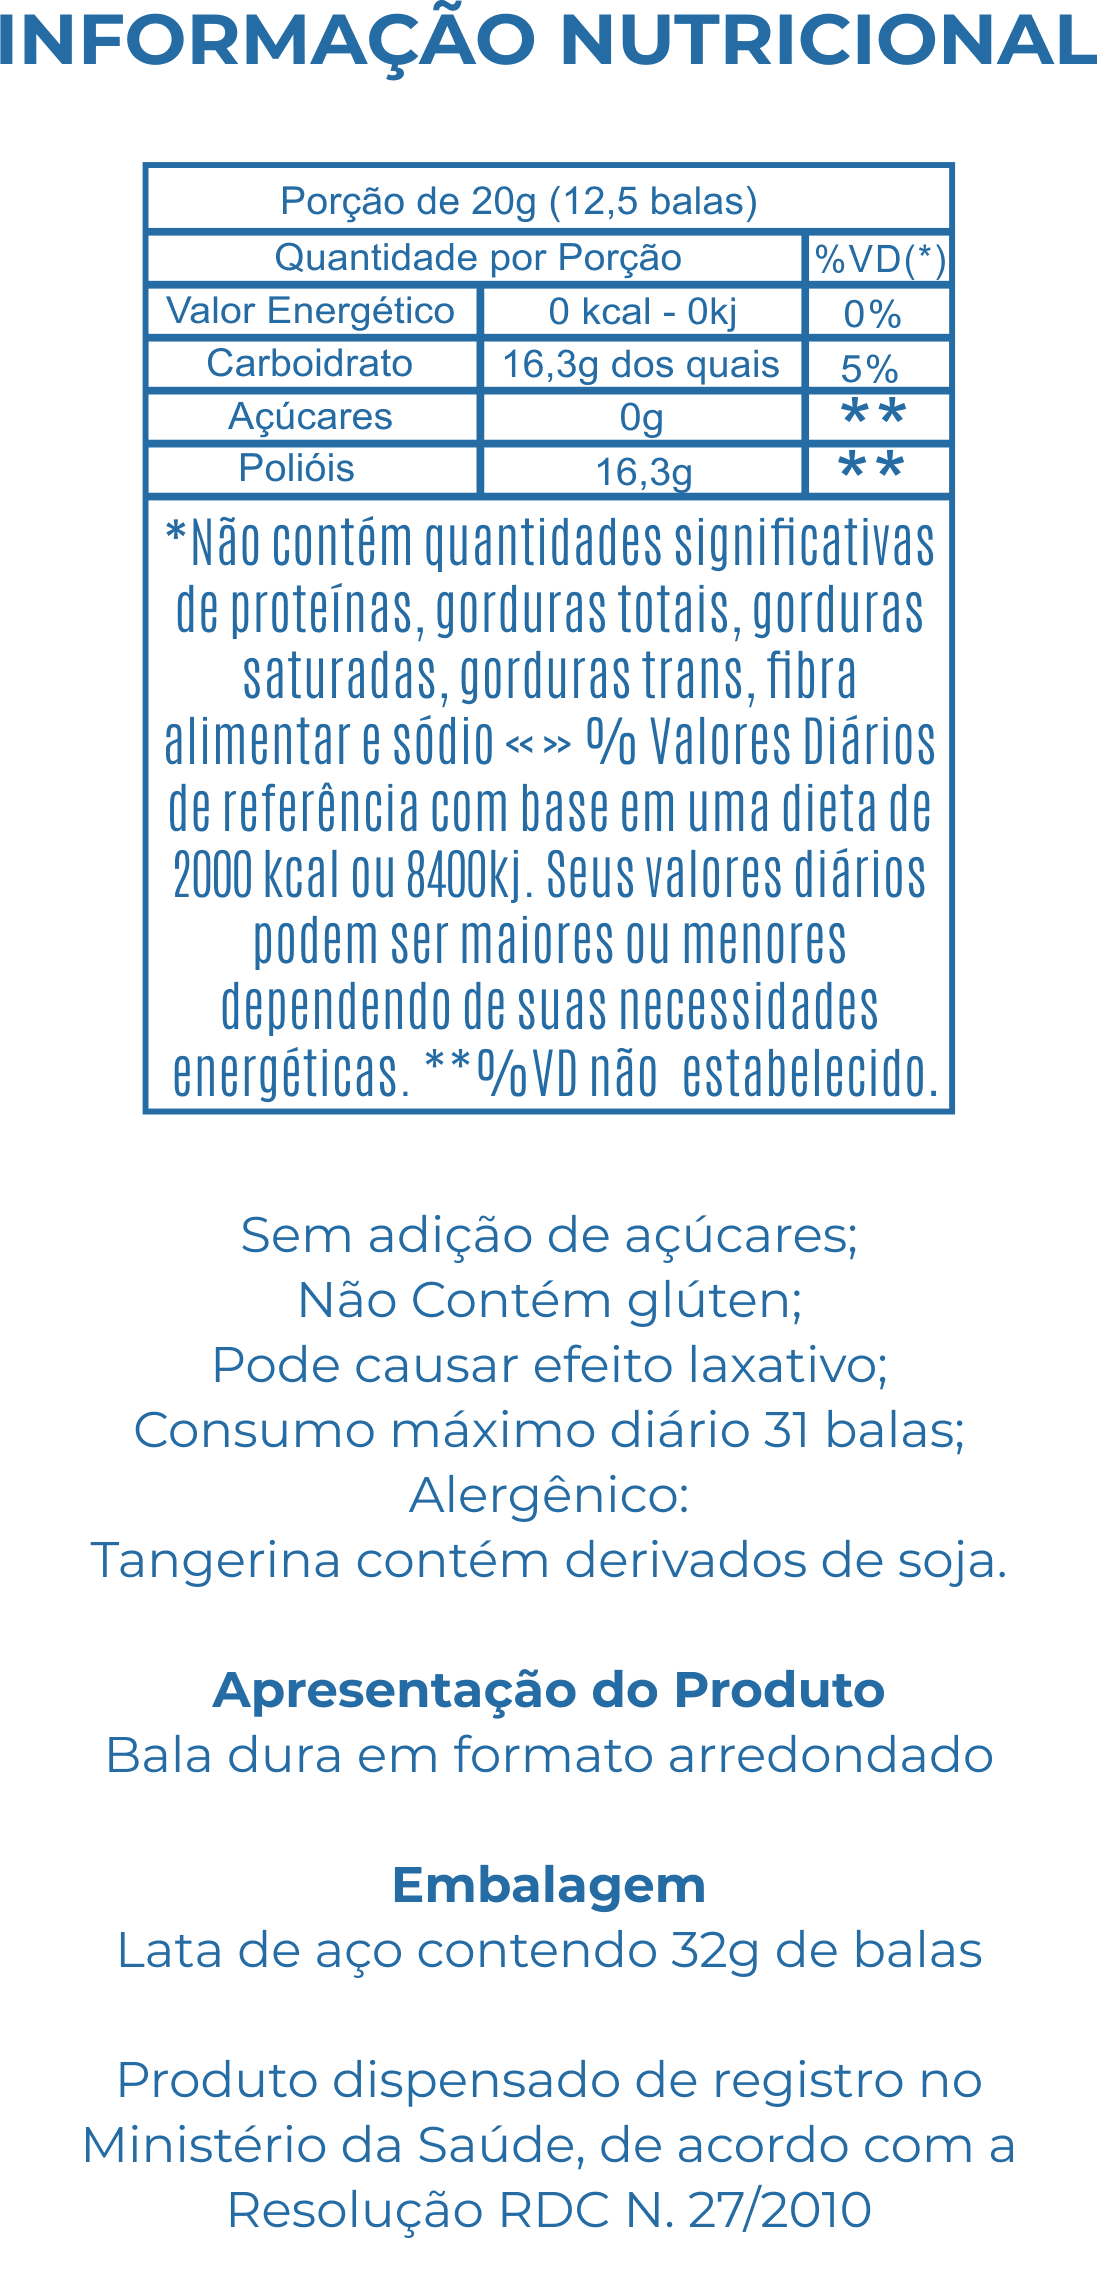 INFORMAÇÃO NUTRICIONAL
Porção de 20g (12,5 balas)
Quantidade por Porção %VD(*)
Valor Energético 0 kcal - 0kj 0%
Carboidrato 16,3g dos quais 5%
Açúcares 0g **
Polióis 16,3g **
*Não contém quantidades significativas
de proteínas, gorduras totais, gorduras
saturadas, gorduras trans, fibra
alimentar e sódio «» % Valores Diários
de referência com base em uma dieta de
2000 kcal ou 8400kj. Seus valores diários
podem ser maiores ou menores
dependendo de suas necessidades
energéticas. **%VD não estabelecido.
Sem adição de açúcares;
Não Contém glúten;
Pode causar efeito laxativo;
Consumo máximo diário 31 balas;
Alergênico:
Tangerina contém derivados de soja.
Apresentação do Produto
Bala dura em formato arredondado
Embalagem
Lata de aço contendo 32g de balas
Produto dispensado de registro no
Ministério da Saúde, de acordo com a
Resolução RDC N. 27/2010